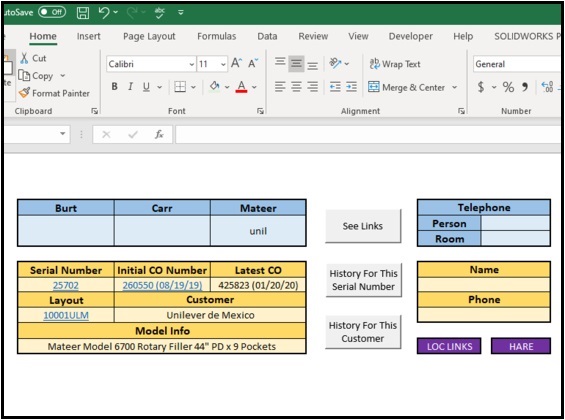 utoSave Off abc
Home Insert Page Layout Formulas Data Review View Developer Help SOLIDWORKS P
Cut Calibri 11 A A Wrap Text General
Copy
te Format Painter B I U A Merge & Center $ % 9 .00
Clipboard Font Alignment Number
fx
Burt Carr Mateer Telephone
unil See Links Person
Room
Serial Number Initial CO Number Latest CO History For This Name
25702 260550 (08/19/19) 425823 (01/20/20) Serial Number
Layout Customer Phone
10001ULM Unilever de Mexico History For This
Model Info Customer
Mateer Model 6700 Rotary Filler 44" PD x 9 Pockets LOC LINKS HARE